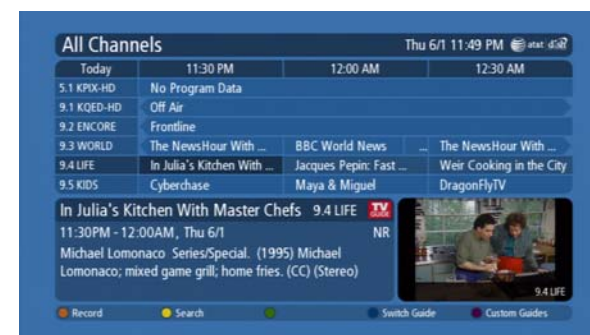 All Channels Thu 6/1 11:49 PM at&t dish
Today 11:30 PM 12:00 AM 12:30 AM
5.1 KPIX-HD No Program Data
9.1 KQED-HD Off Air
9.2 ENCORE Frontline
9.3 WORLD The NewsHour With ... BBC World News ... The NewsHour With ...
9.4 LIFE In Julia's Kitchen With ... Jacques Pepin: Fast ... Weir Cooking in the City
9.5 KIDS Cyberchase Maya & Miguel DragonFlyTV
In Julia's Kitchen With Master Chefs 9.4 LIFE TV GUIDE
11:30PM - 12:00AM, Thu 6/1 NR
Michael Lomonaco Series/Special. (1995) Michael
Lomonaco; mixed game grill; home fries. (CC) (Stereo)
9.4 LIFE
Record Search Switch Guide Custom Guides